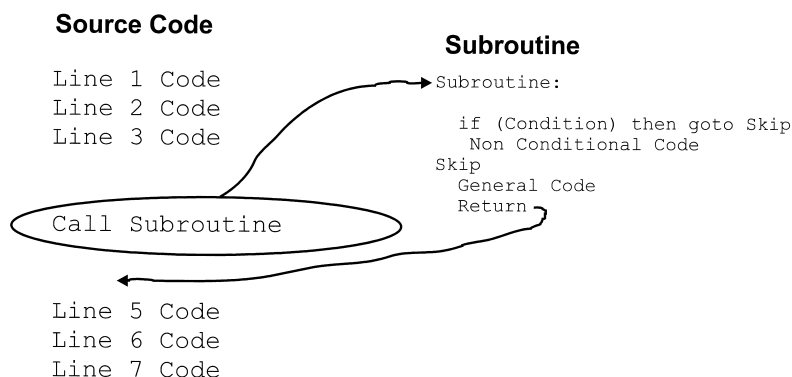 Source Code
Line 1 Code
Line 2 Code
Line 3 Code
Call Subroutine
Line 5 Code
Line 6 Code
Line 7 Code
Subroutine
Subroutine:
if (Condition) then goto Skip
Non Conditional Code
Skip
General Code
Return